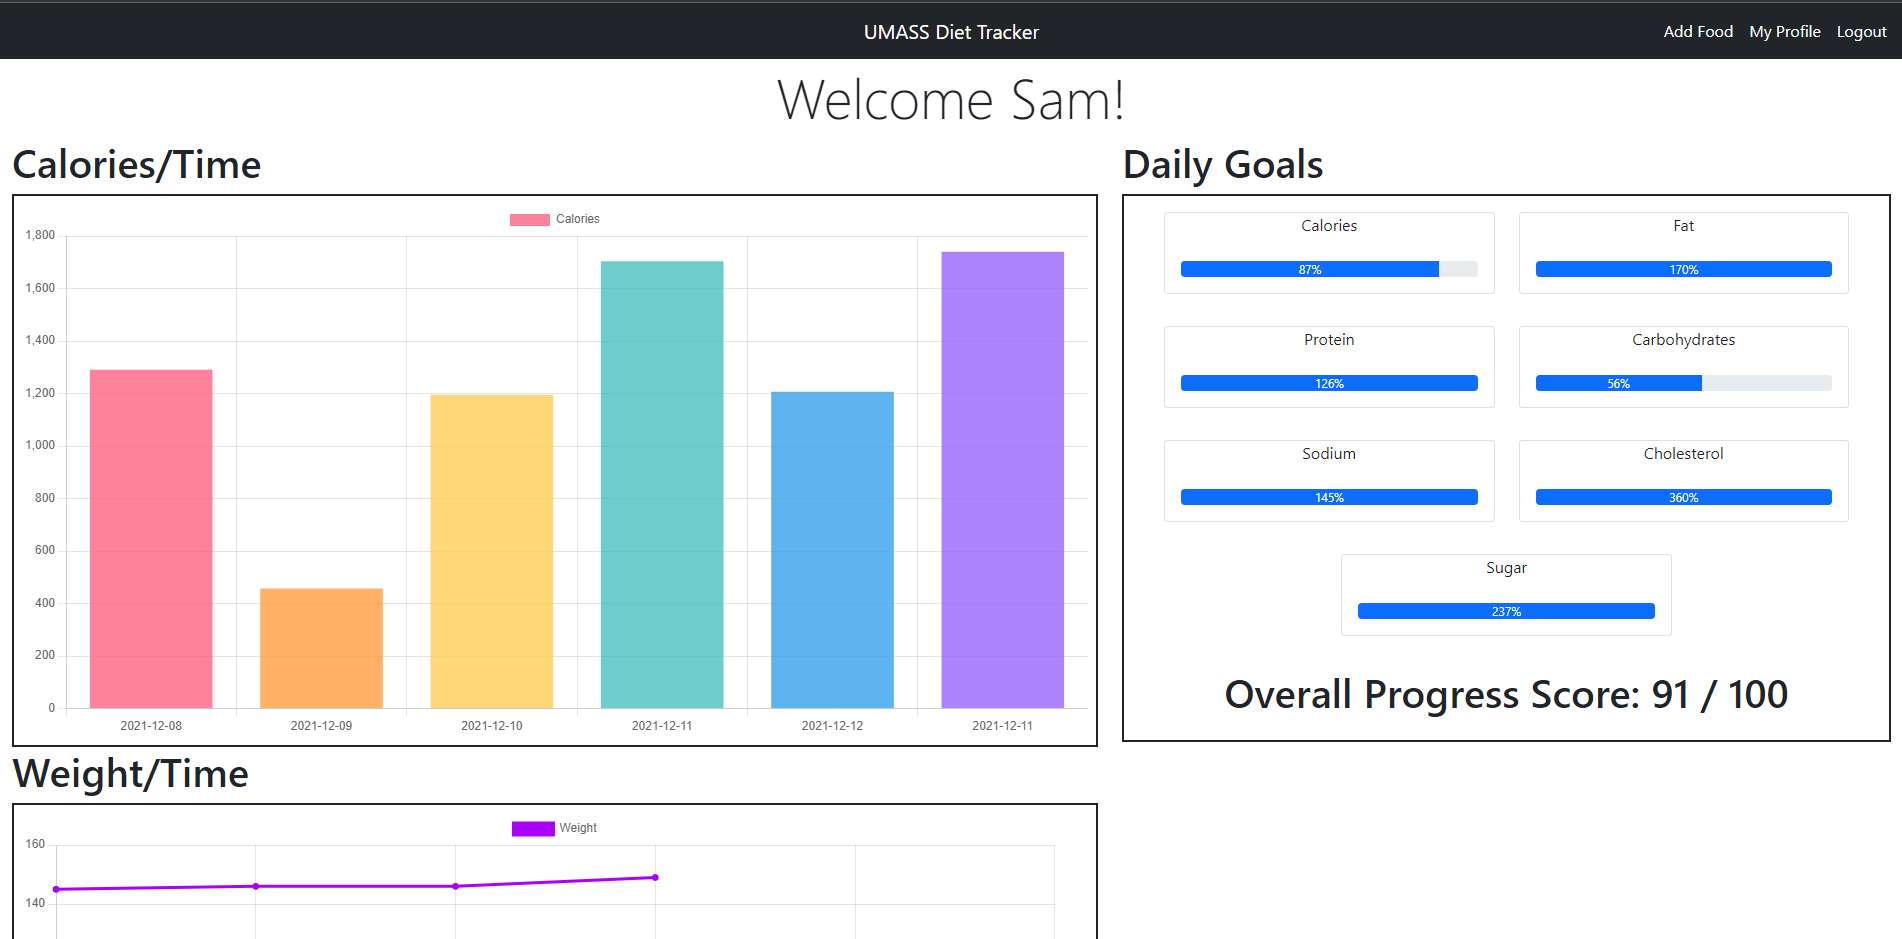 UMASS Diet Tracker
Add Food My Profile Logout
Welcome Sam!
Calories/Time
Calories
1,800
1,600
1,400
1,200
1,000
800
600
400
200
0
2021-12-08 2021-12-09 2021-12-10 2021-12-11 2021-12-12 2021-12-11
Daily Goals
Calories
87%
Fat
170%
Protein
126%
Carbohydrates
56%
Sodium
145%
Cholesterol
360%
Sugar
237%
Overall Progress Score: 91 / 100
Weight/Time
Weight
160
140